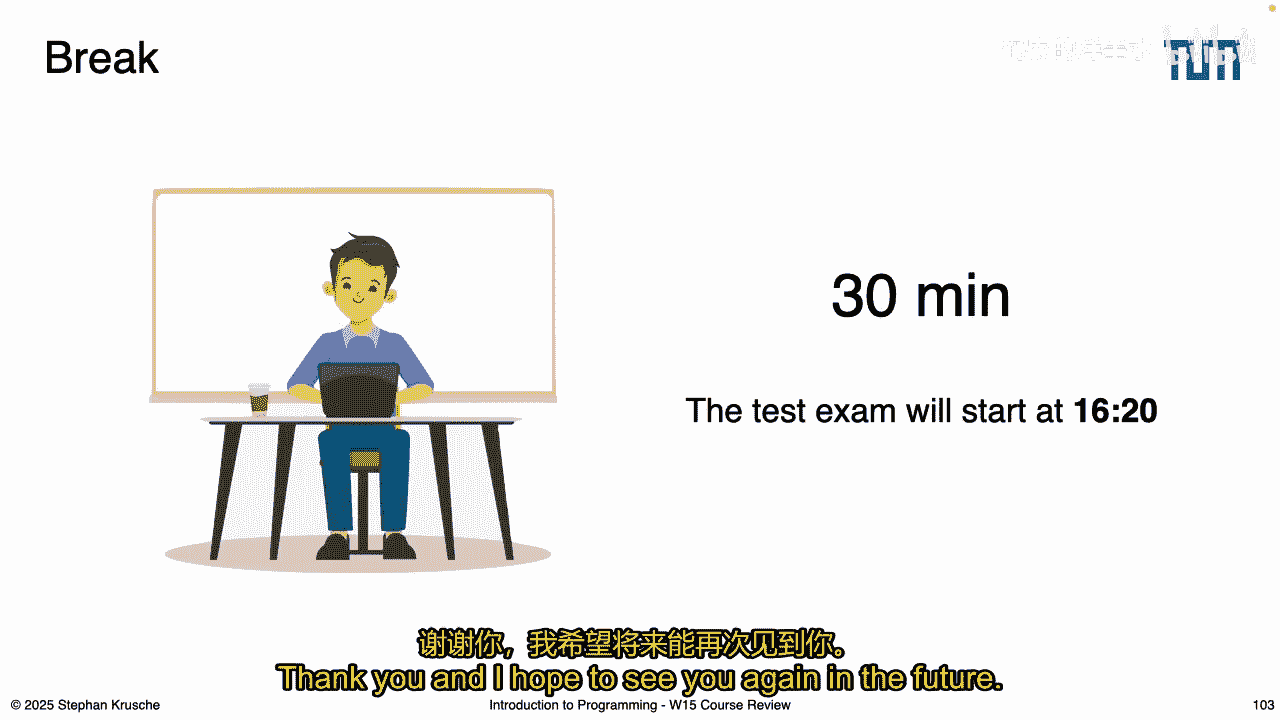 Break
TUM
30 min
The test exam will start at 16:20
谢谢你，我希望将来能再次见到你。
Thank you and I hope to see you again in the future.
© 2025 Stephan Krusche
Introduction to Programming - W15 Course Review
103